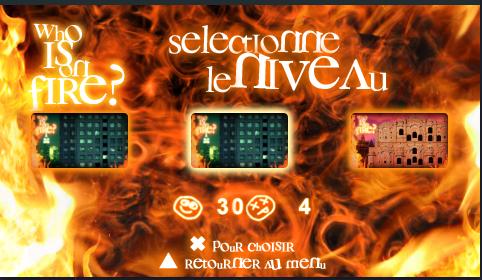 WhO
IS
on
fIRE?
selectionne
le NIVEAu
30 4
PouR choisIR
RetouRneR Au menu